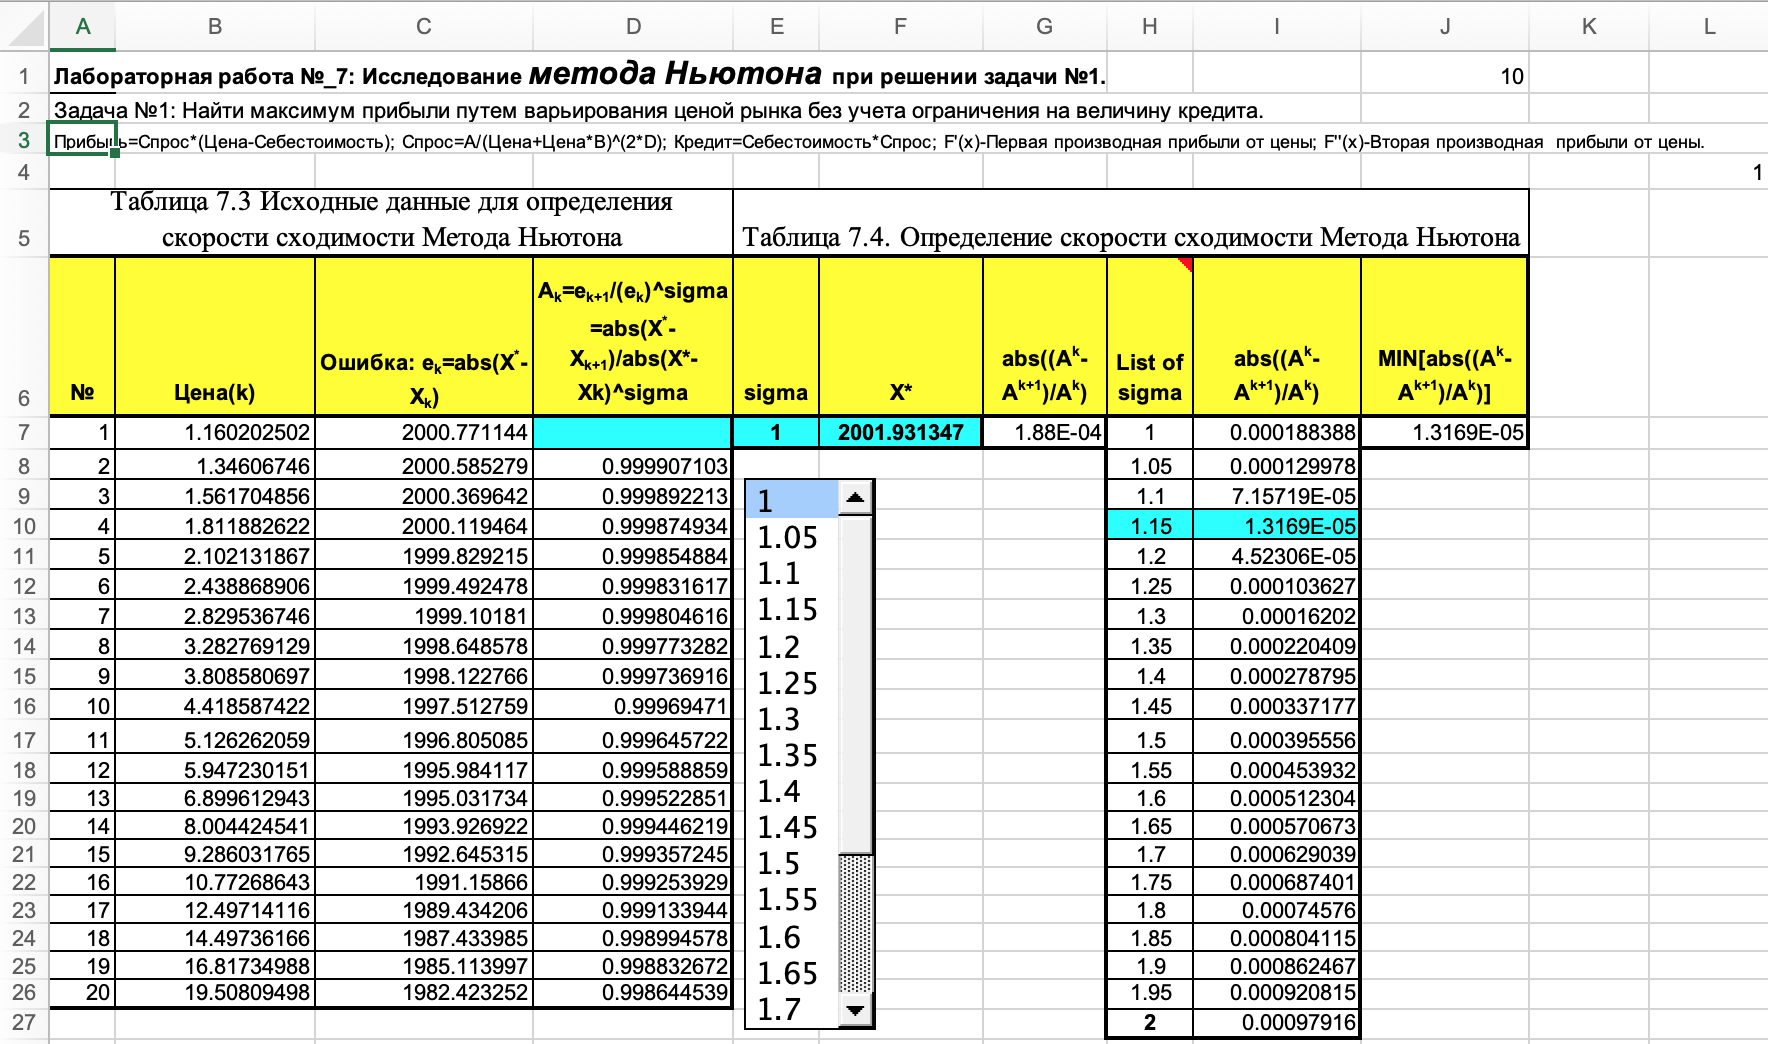 A B C D E F G H I J K L
1 Лабораторная работа №_7: Исследование метода Ньютона при решении задачи №1. 10
2 Задача №1: Найти максимум прибыли путем варьирования ценой рынка без учета ограничения на величину кредита.
3 Прибыль=Спрос*(Цена-Себестоимость); Спрос=A/(Цена+Цена*B)^(2*D); Кредит=Себестоимость*Спрос; F'(x)-Первая производная прибыли от цены; F''(x)-Вторая производная прибыли от цены.
4 1
Таблица 7.3 Исходные данные для определения
5 скорости сходимости Метода Ньютона Таблица 7.4. Определение скорости сходимости Метода Ньютона
6
№
Цена(k)
Ошибка: ek=abs(X*-
Xk)
Ak=ek+1/(ek)^sigma
=abs(X*-
Xk+1)/abs(X*-
Xk)^sigma
sigma
X*
abs((Ak-
Ak+1)/Ak)
List of
sigma
abs((Ak-
Ak+1)/Ak)
MIN[abs((Ak-
Ak+1)/Ak)]
7 1 1.160202502 2000.771144 1 2001.931347 1.88E-04 1 0.000188388 1.3169E-05
8 2 1.34606746 2000.585279 0.999907103 1.05 0.000129978
9 3 1.561704856 2000.369642 0.999892213 1.1 7.15719E-05
10 4 1.811882622 2000.119464 0.999874934 1.15 1.3169E-05
11 5 2.102131867 1999.829215 0.999854884 1.2 4.52306E-05
12 6 2.438868906 1999.492478 0.999831617 1.25 0.000103627
13 7 2.829536746 1999.10181 0.999804616 1.3 0.00016202
14 8 3.282769129 1998.648578 0.999773282 1.35 0.000220409
15 9 3.808580697 1998.122766 0.999736916 1.4 0.000278795
16 10 4.418587422 1997.512759 0.99969471 1.45 0.000337177
17 11 5.126262059 1996.805085 0.999645722 1.5 0.000395556
18 12 5.947230151 1995.984117 0.999588859 1.55 0.000453932
19 13 6.899612943 1995.031734 0.999522851 1.6 0.000512304
20 14 8.004424541 1993.926922 0.999446219 1.65 0.000570673
21 15 9.286031765 1992.645315 0.999357245 1.7 0.000629039
22 16 10.77268643 1991.15866 0.999253929 1.75 0.000687401
23 17 12.49714116 1989.434206 0.999133944 1.8 0.00074576
24 18 14.49736166 1987.433985 0.998994578 1.85 0.000804115
25 19 16.81734988 1985.113997 0.998832672 1.9 0.000862467
26 20 19.50809498 1982.423252 0.998644539 1.95 0.000920815
27 2 0.00097916
1
1.05
1.1
1.15
1.2
1.25
1.3
1.35
1.4
1.45
1.5
1.55
1.6
1.65
1.7